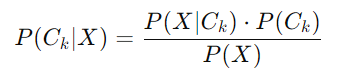 P(C_k|X) = \frac{P(X|C_k) \cdot P(C_k)}{P(X)}